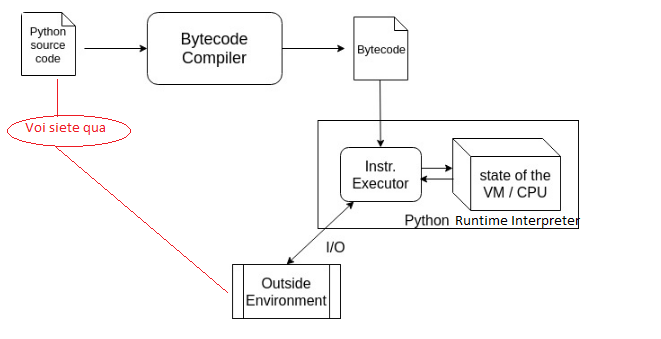 Python
source
code
Bytecode
Compiler
Bytecode
Voi siete qua
Instr.
Executor
state of the
VM / CPU
Python Runtime Interpreter
I/O
Outside
Environment